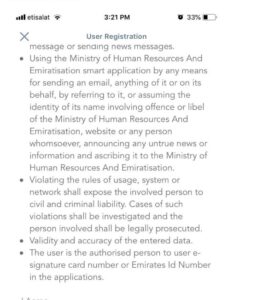 etisalat 3:21 PM 33%
User Registration
message or sending news messages.
• Using the Ministry of Human Resources And
Emiratisation smart application by any means
for sending an email, anything of it or on its
behalf, by referring to it, or assuming the
identity of its name involving offence or libel
of the Ministry of Human Resources And
Emiratisation, website or any person
whomsoever, announcing any untrue news or
information and ascribing it to the Ministry of
Human Resources And Emiratisation.
• Violating the rules of usage, system or
network shall expose the involved person to
civil and criminal liability. Cases of such
violations shall be investigated and the
person involved shall be legally prosecuted.
• Validity and accuracy of the entered data.
• The user is the authorised person to user e-
signature card number or Emirates Id Number
in the applications.